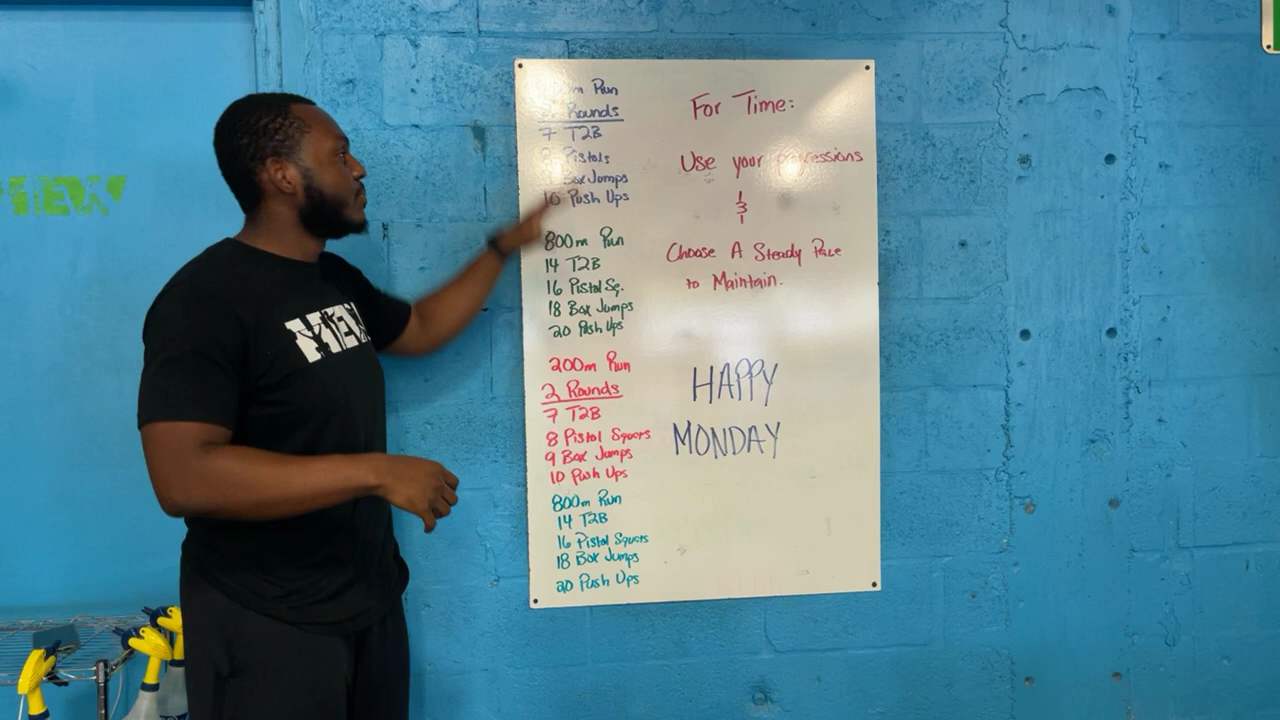 m Run
Rounds
7 T2B
Pistols
Box Jumps
10 Push Ups
800m Run
14 T2B
16 Pistol Sq.
18 Box Jumps
20 Push Ups
200m Run
2 Rounds
7 T2B
8 Pistol Squats
9 Box Jumps
10 Push Ups
800m Run
14 T2B
16 Pistol Squats
18 Box Jumps
20 Push Ups
For Time:
Use your
&
Choose A Steady Pace
to Maintain.
HAPPY
MONDAY